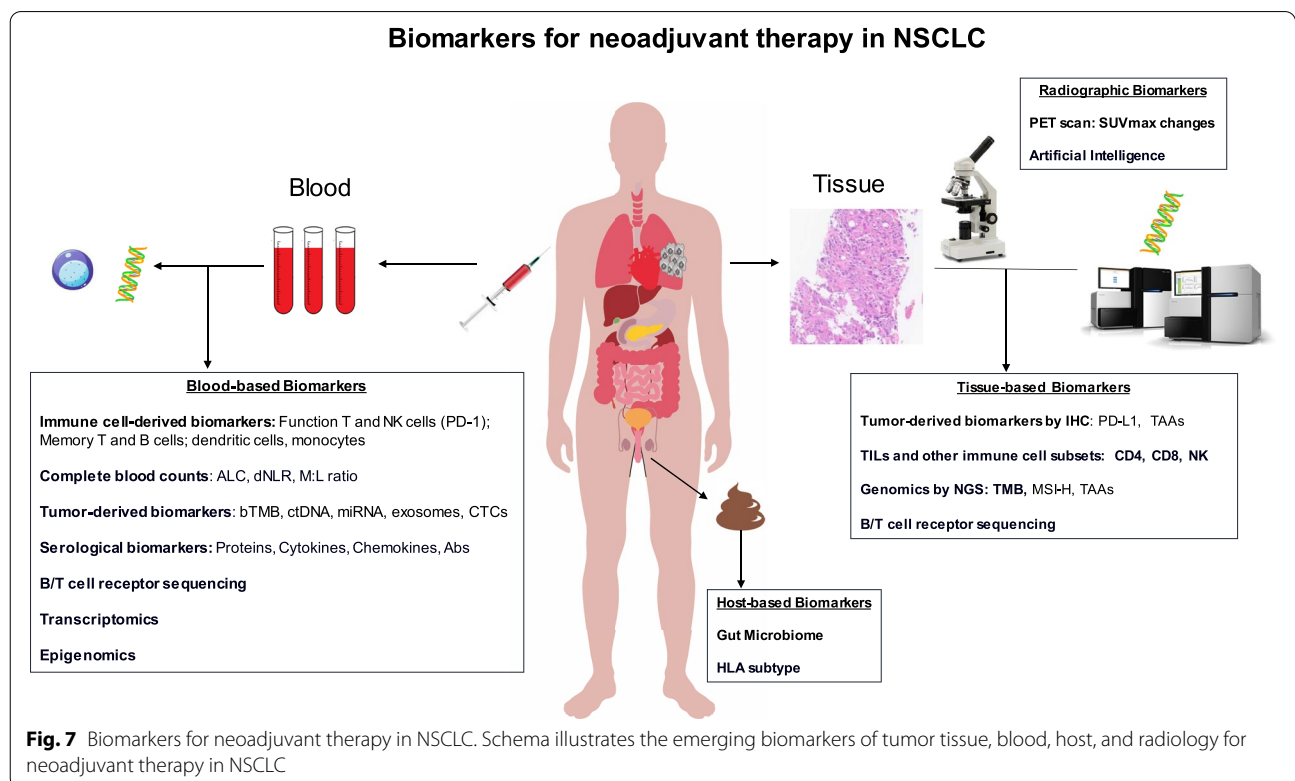 Biomarkers for neoadjuvant therapy in NSCLC
Radiographic Biomarkers
PET scan: SUVmax changes
Artificial Intelligence
Blood
Tissue
Blood-based Biomarkers
Immune cell-derived biomarkers: Function T and NK cells (PD-1);
Memory T and B cells; dendritic cells, monocytes
Complete blood counts: ALC, dNLR, M:L ratio
Tumor-derived biomarkers: bTMB, ctDNA, miRNA, exosomes, CTCs
Serological biomarkers: Proteins, Cytokines, Chemokines, Abs
B/T cell receptor sequencing
Transcriptomics
Epigenomics
Tissue-based Biomarkers
Tumor-derived biomarkers by IHC: PD-L1, TAAs
TILs and other immune cell subsets: CD4, CD8, NK
Genomics by NGS: TMB, MSI-H, TAAs
B/T cell receptor sequencing
Host-based Biomarkers
Gut Microbiome
HLA subtype
Fig. 7 Biomarkers for neoadjuvant therapy in NSCLC. Schema illustrates the emerging biomarkers of tumor tissue, blood, host, and radiology for
neoadjuvant therapy in NSCLC